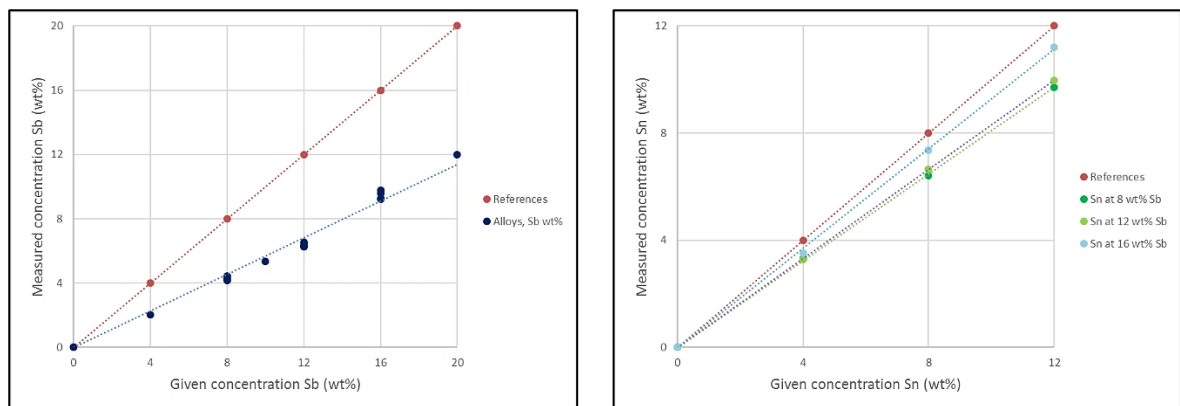 20
16
12
8
4
0
Measured concentration Sb (wt%)
References
Alloys, Sb wt%
0 4 8 12 16 20
Given concentration Sb (wt%)
12
8
4
0
Measured concentration Sn (wt%)
References
Sn at 8 wt% Sb
Sn at 12 wt% Sb
Sn at 16 wt% Sb
0 4 8 12
Given concentration Sn (wt%)